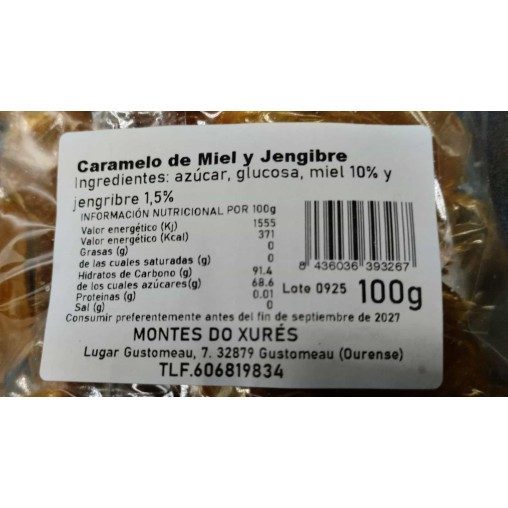 Caramelo de Miel y Jengibre
Ingredientes: azúcar, glucosa, miel 10% y
jengribre 1,5%
INFORMACIÓN NUTRICIONAL POR 100g
Valor energético (Kj) 1555
Valor energético (Kcal) 371
Grasas (g) 0
de las cuales saturadas (g) 0
Hidratos de Carbono (g) 91.4
de los cuales azúcares(g) 68.6
Proteinas (g) 0.01
Sal (g) 0
8 436036 393267
Lote 0925 100g
Consumir preferentemente antes del fin de septiembre de 2027
MONTES DO XURÉS
Lugar Gustomeau, 7. 32879 Gustomeau (Ourense)
TLF.606819834